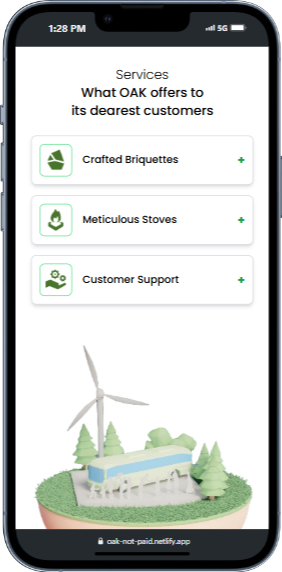 1:28 PM
5G
Services
What OAK offers to
its dearest customers
Crafted Briquettes
+
Meticulous Stoves
+
Customer Support
+
oak-not-paid.netlify.app